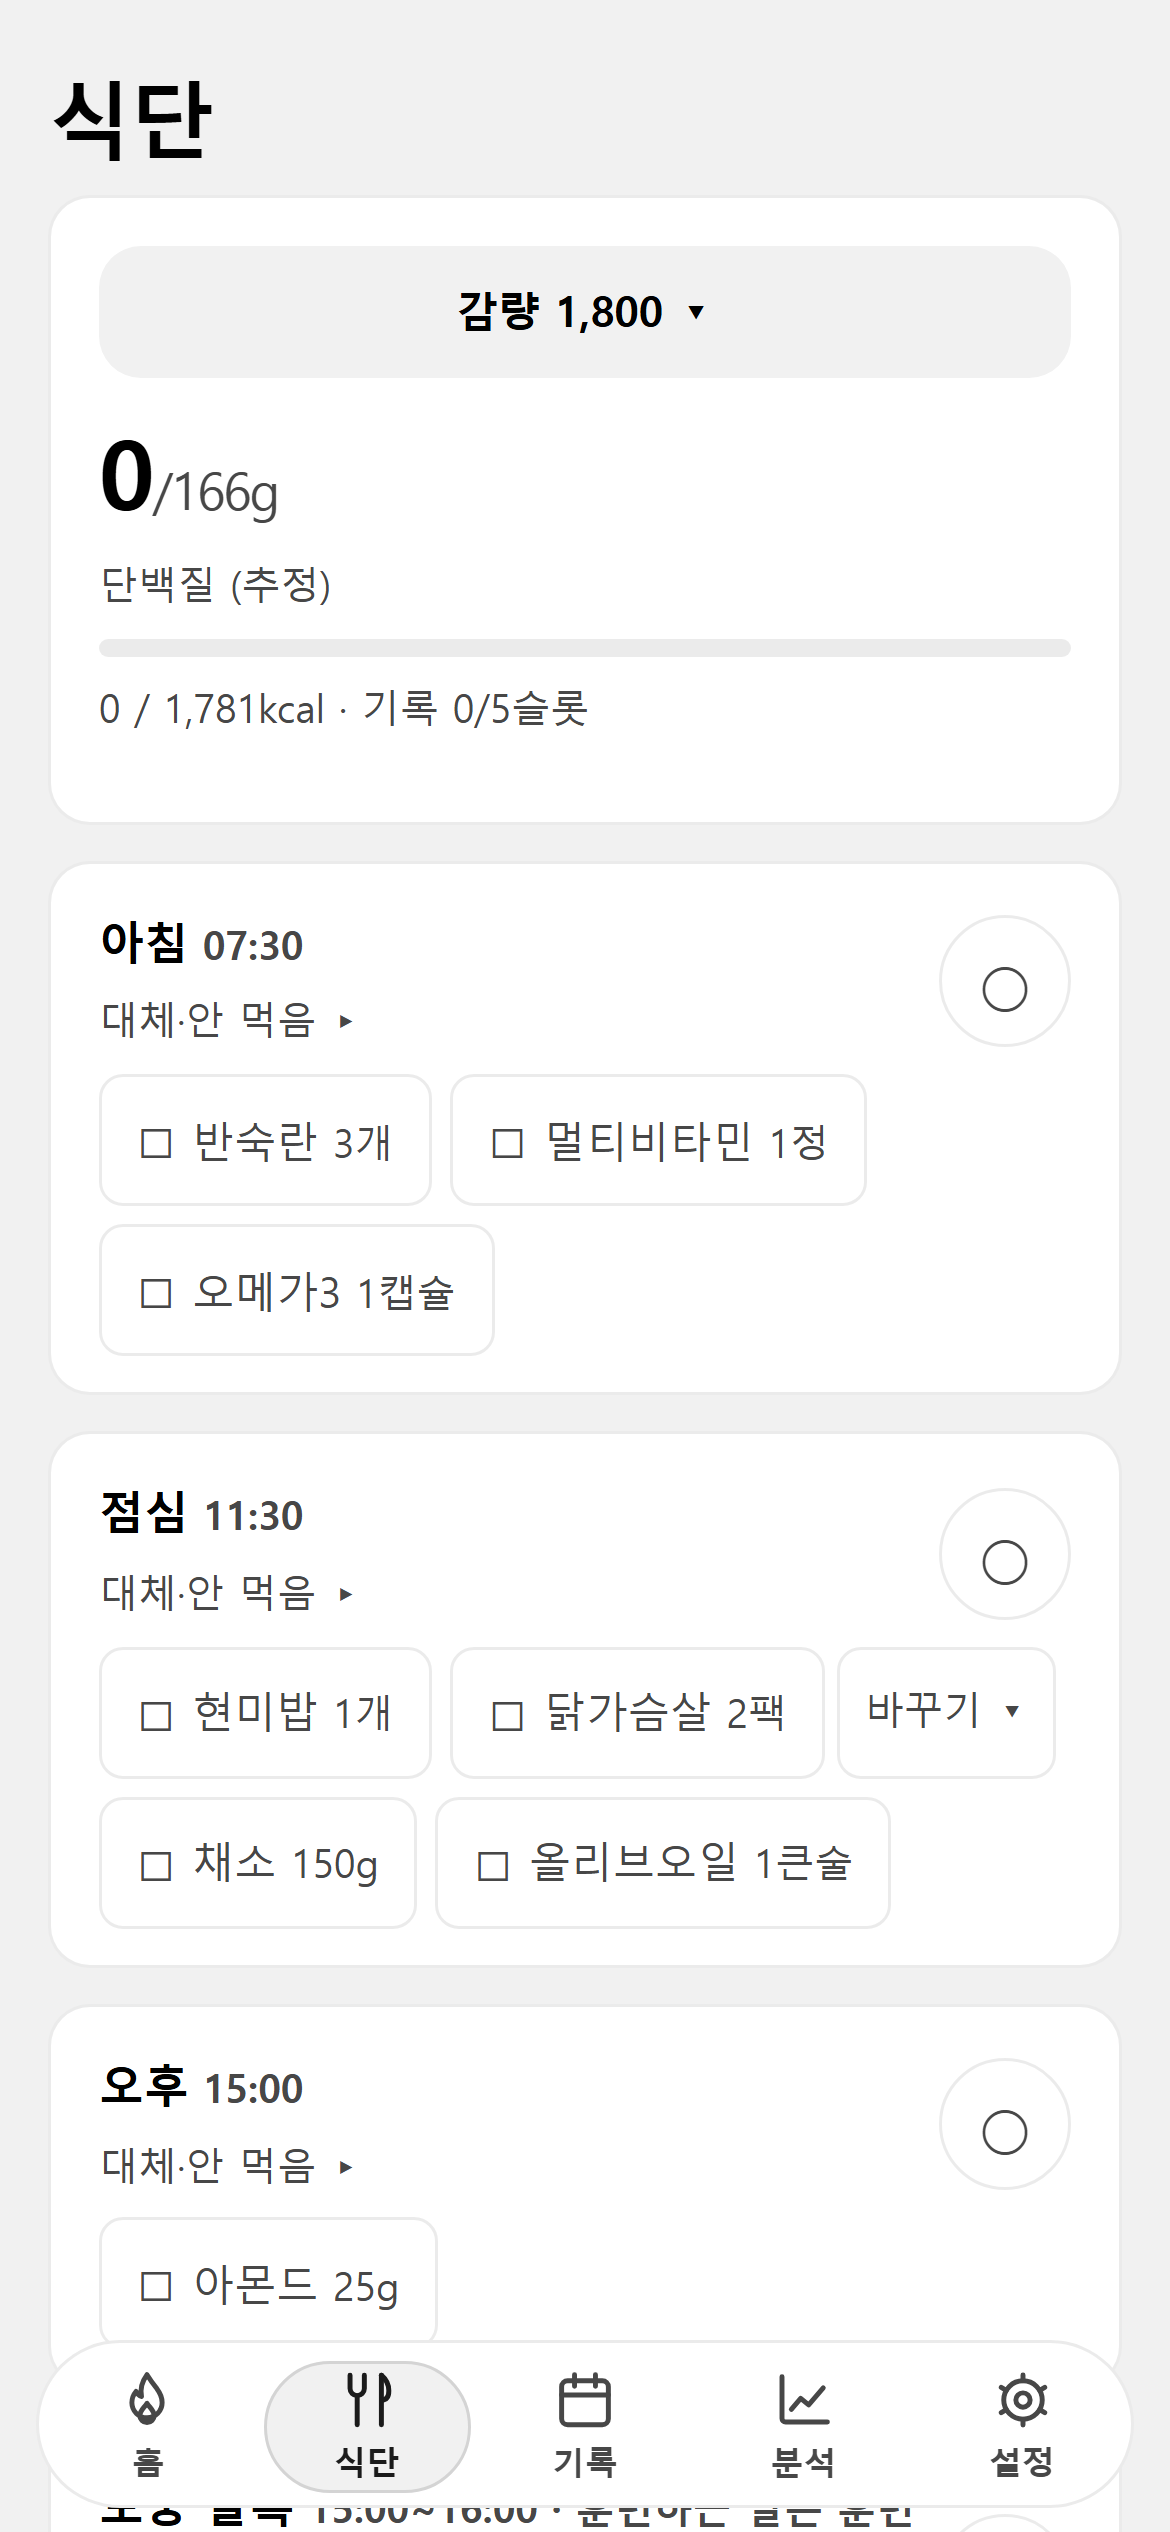 식단
감량 1,800 ▼
0/166g
단백질 (추정)
0 / 1,781kcal · 기록 0/5슬롯
아침 07:30
대체·안 먹음 ▸
□ 반숙란 3개 □ 멀티비타민 1정
□ 오메가3 1캡슐
점심 11:30
대체·안 먹음 ▸
□ 현미밥 1개 □ 닭가슴살 2팩 바꾸기 ▼
□ 채소 150g □ 올리브오일 1큰술
오후 15:00
대체·안 먹음 ▸
□ 아몬드 25g
홈 식단 기록 분석 설정
15:00~16:00 ·